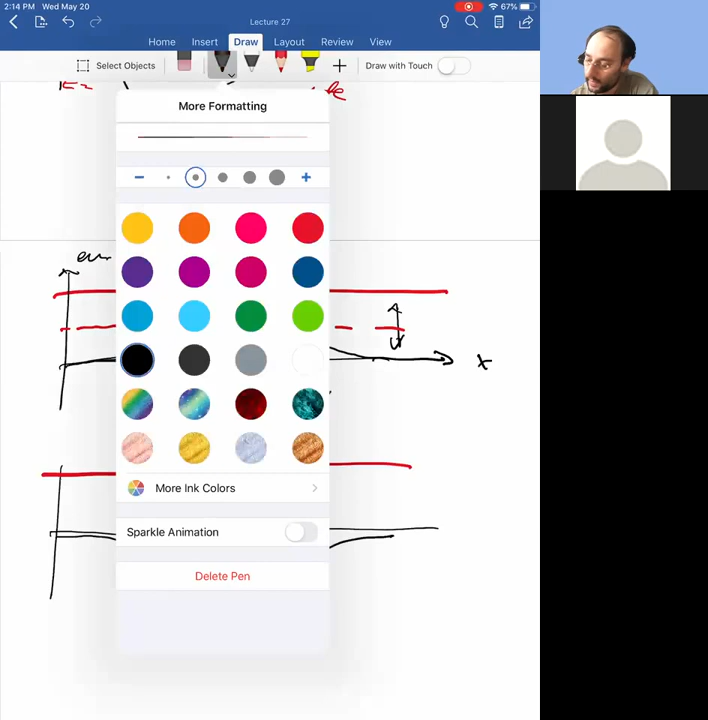 2:14 PM Wed May 20
67%
Lecture 27
Home Insert Draw Layout Review View
Select Objects
Draw with Touch
More Formatting
x
More Ink Colors
Sparkle Animation
Delete Pen